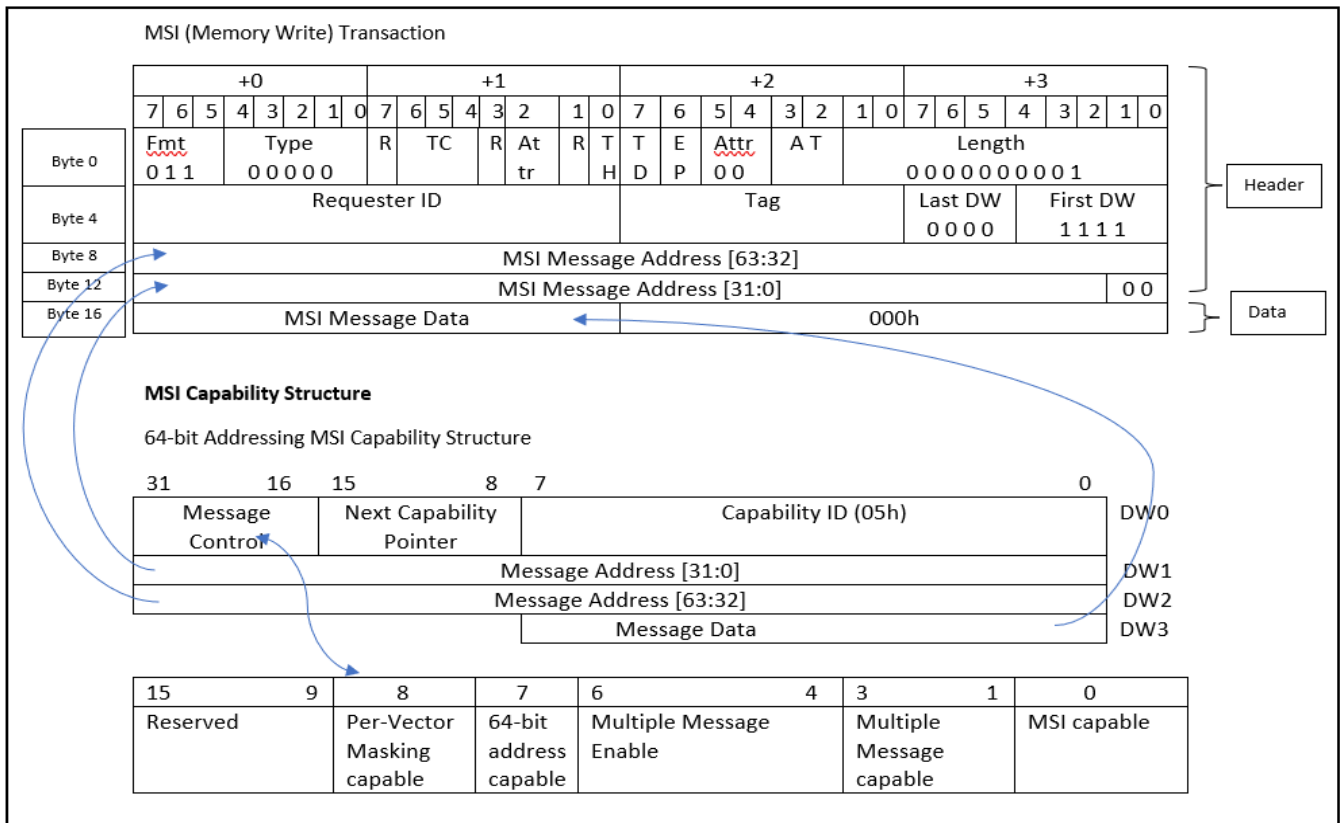 MSI (Memory Write) Transaction
+0 +1 +2 +3
7 6 5 4 3 2 1 0 7 6 5 4 3 2 1 0 7 6 5 4 3 2 1 0 7 6 5 4 3 2 1 0
Byte 0
Fmt Type R TC R At R T T E Attr A T Length
0 1 1 0 0 0 0 0 tr H D P 0 0 0 0 0 0 0 0 0 0 0 1
Header
Byte 4
Requester ID Tag Last DW First DW
0 0 0 0 1 1 1 1
Byte 8 MSI Message Address [63:32]
Byte 12 MSI Message Address [31:0] 0 0
Byte 16 MSI Message Data 000h Data
MSI Capability Structure
64-bit Addressing MSI Capability Structure
31 16 15 8 7 0
Message Next Capability Capability ID (05h) DW0
Control Pointer
Message Address [31:0] DW1
Message Address [63:32] DW2
Message Data DW3
15 9 8 7 6 4 3 1 0
Reserved Per-Vector 64-bit Multiple Message Multiple MSI capable
Masking address Enable Message
capable capable capable